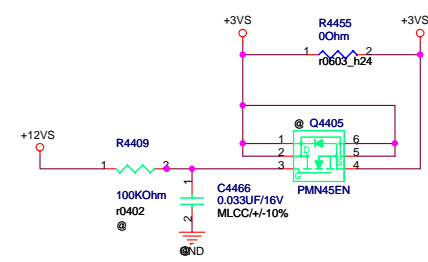 +3VS
R4455
+3VS
0Ohm
1
2
r0603_h24
@
Q4405
+12VS
R4409
1
6
2
D
S
5
1
2
3
G
4
100KOhm
1
C4466
PMN45EN
r0402
0.033UF/16V
@
2
MLCC/+/-10%
@
GND